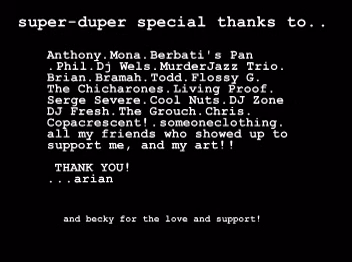 super-duper special thanks to..
Anthony.Mona.Berbati's Pan
.Phil.Dj Wels.MurderJazz Trio.
Brian.Bramah.Todd.Flossy G.
The Chicharones.Living Proof.
Serge Severe.Cool Nuts.DJ Zone
DJ Fresh.The Grouch.Chris.
Copacrescent!.someoneclothing.
all my friends who showed up to
support me, and my art!!
THANK YOU!
...arian
and becky for the love and support!